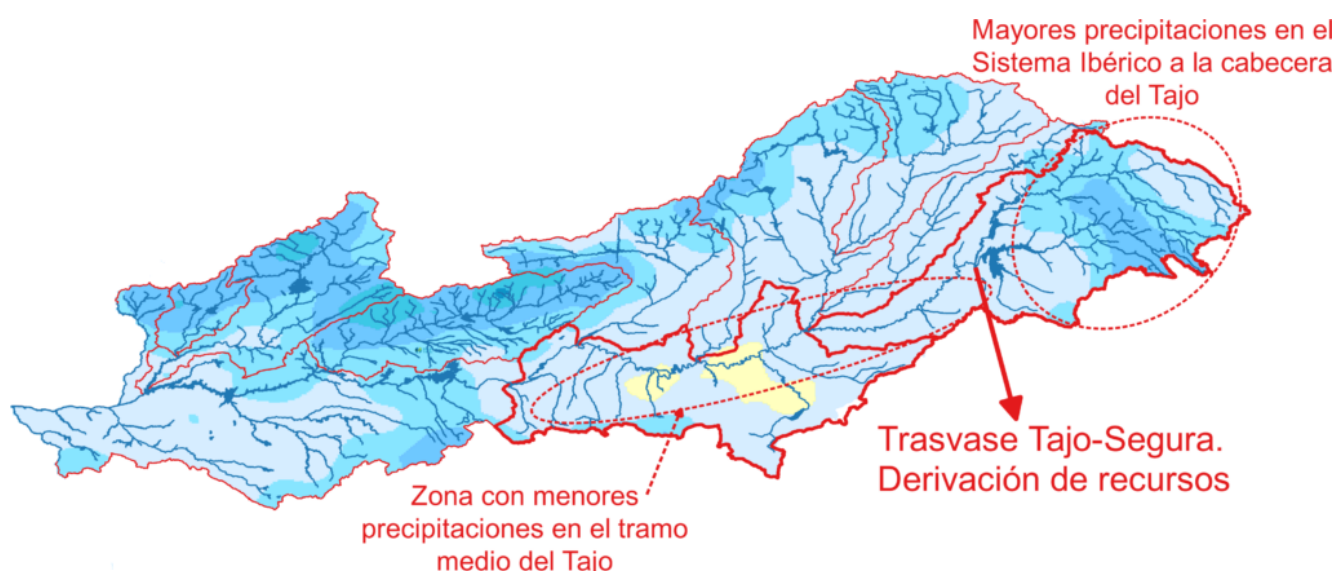 Mayores precipitaciones en el
Sistema Ibérico a la cabecera
del Tajo
Trasvase Tajo-Segura.
Derivación de recursos
Zona con menores
precipitaciones en el tramo
medio del Tajo